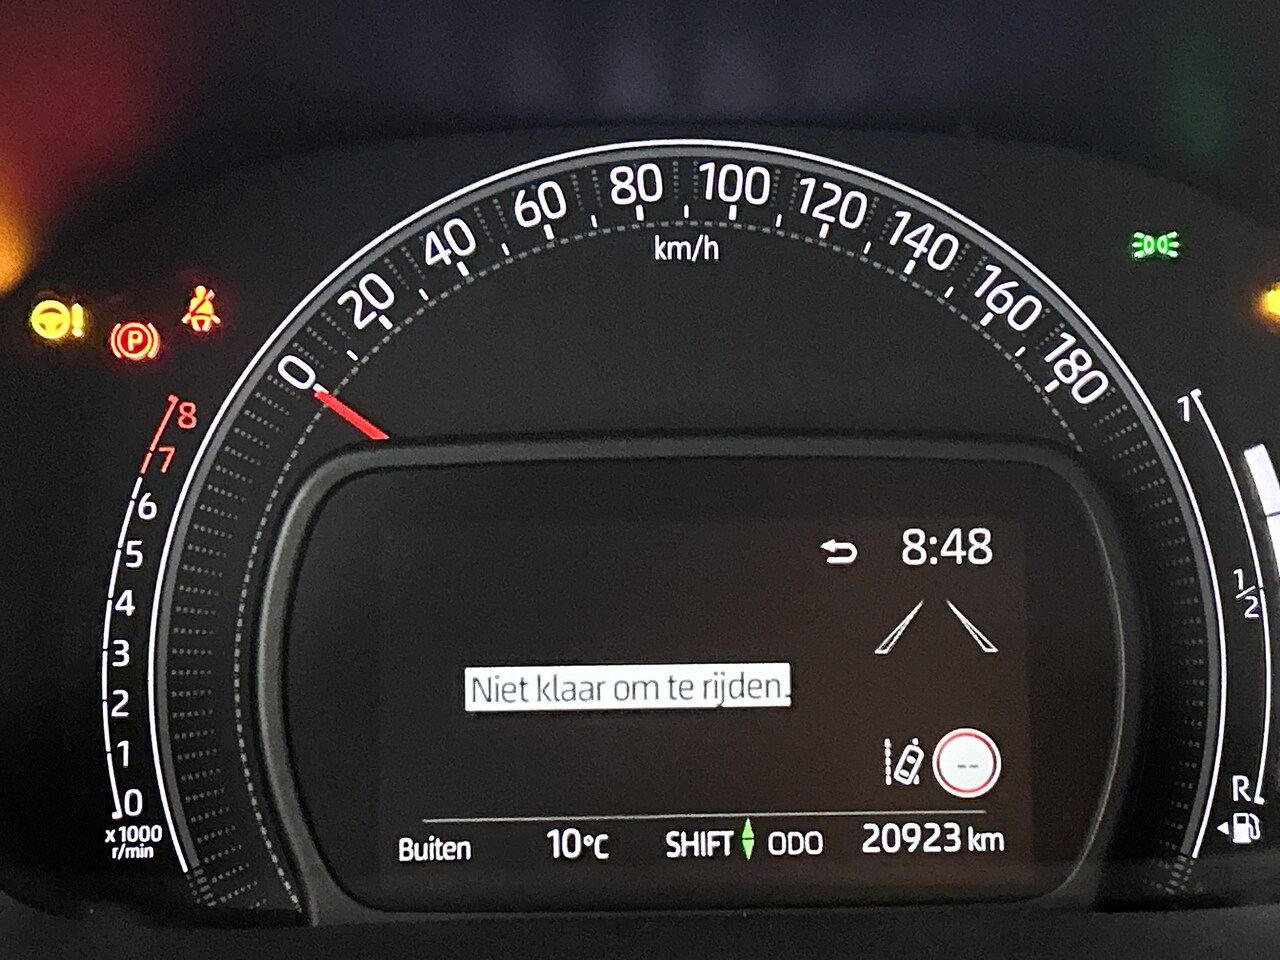 0 20 40 60 80 100 120 140 160 180
km/h
P
8
7
6
5
4
3
2
1
0
x1000
r/min
1
1/2
R
8:48
Niet klaar om te rijden.
--
Buiten 10°C SHIFT ODO 20923 km